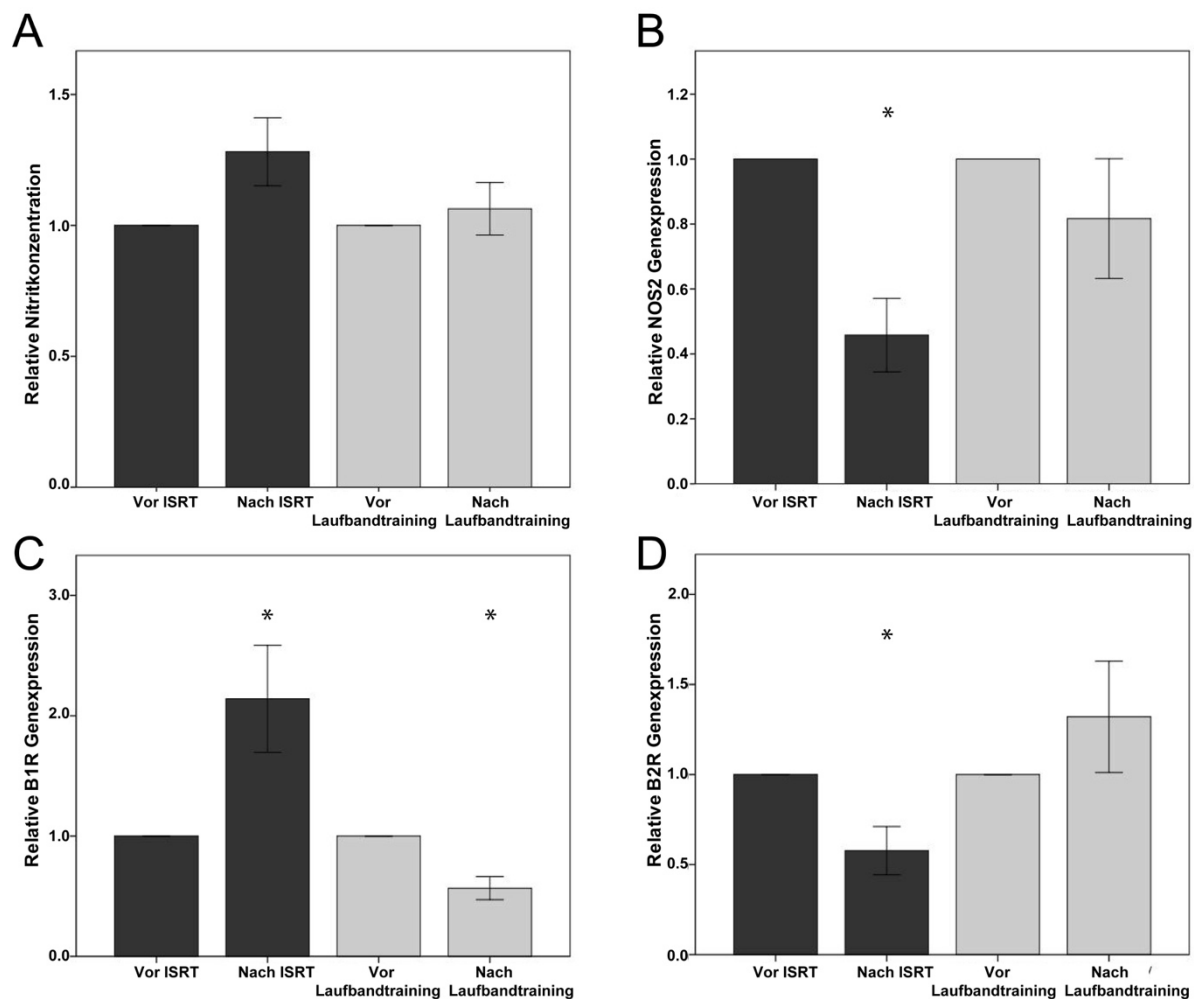 A
Relative Nitritkonzentration
1.5
1.0
0.5
0.0
Vor ISRT
Nach ISRT
Vor
Laufbandtraining
Nach
Laufbandtraining
B
Relative NOS2 Genexpression
1.2
1.0
0.8
0.6
0.4
0.2
0.0
*
Vor ISRT
Nach ISRT
Vor
Laufbandtraining
Nach
Laufbandtraining
C
Relative B1R Genexpression
3.0
2.0
1.0
0.0
*
*
Vor ISRT
Nach ISRT
Vor
Laufbandtraining
Nach
Laufbandtraining
D
Relative B2R Genexpression
2.0
1.5
1.0
0.5
0.0
*
Vor ISRT
Nach ISRT
Vor
Laufbandtraining
Nach
Laufbandtraining